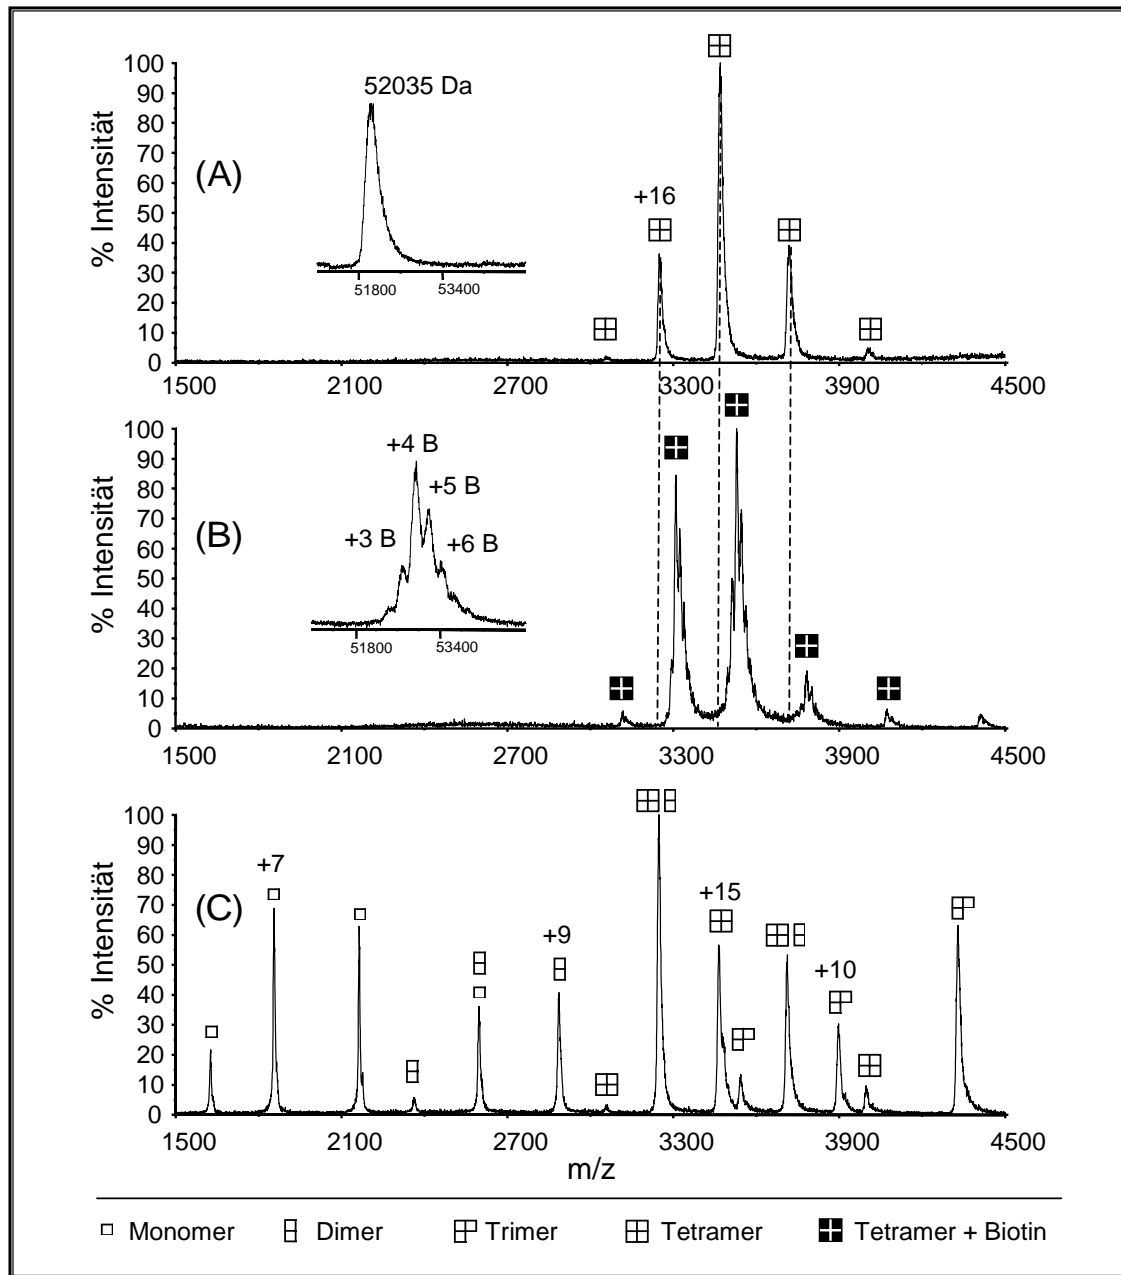 52035 Da
(A)
% Intensität
100
90
80
70
60
50
40
30
20
10
0
+16
51800 53400
1500 2100 2700 3300 3900 4500
(B)
% Intensität
100
90
80
70
60
50
40
30
20
10
0
+4 B
+5 B
+3 B
+6 B
51800 53400
1500 2100 2700 3300 3900 4500
(C)
% Intensität
100
90
80
70
60
50
40
30
20
10
0
+7
+9
+15
+10
1500 2100 2700 3300 3900 4500
m/z
Monomer Dimer Trimer Tetramer Tetramer + Biotin